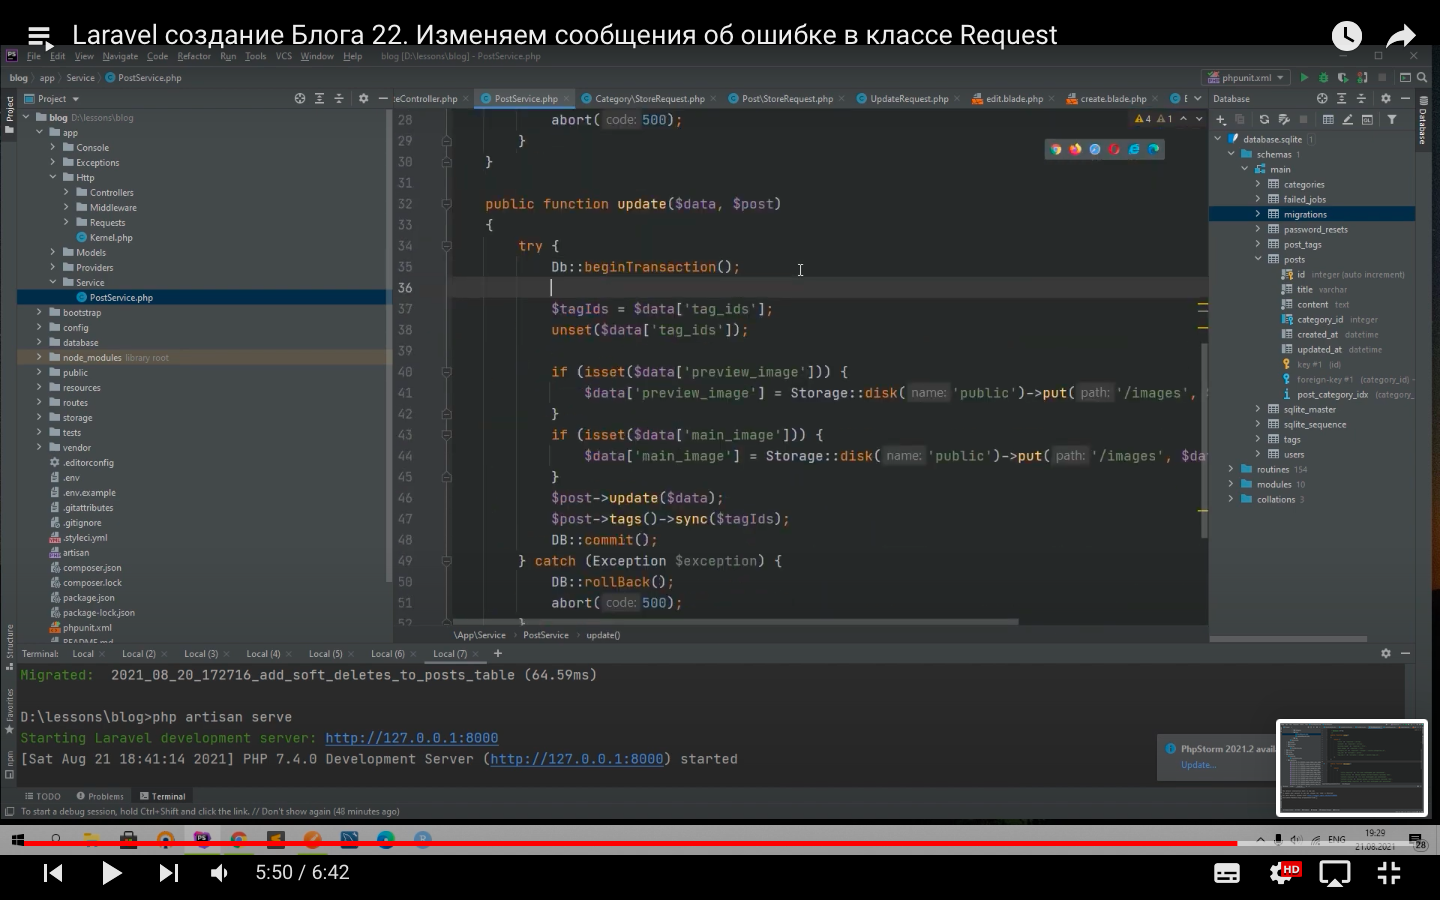 Laravel создание Блога 22. Изменяем сообщения об ошибке в классе Request
File Edit View Navigate Code Refactor Run Tools VCS Window Help blog [D:\lessons\blog] - PostService.php
blog app Service PostService.php
phpunit.xml
Project
eController.php PostService.php Category\StoreRequest.php Post\StoreRequest.php UpdateRequest.php edit.blade.php create.blade.php
Database
Project
Database
blog D:\lessons\blog
app
Console
Exceptions
Http
Controllers
Middleware
Requests
Kernel.php
Models
Providers
Service
PostService.php
bootstrap
config
database
node_modules library root
public
resources
routes
storage
tests
vendor
.editorconfig
.env
.env.example
.gitattributes
.gitignore
.styleci.yml
artisan
composer.json
composer.lock
package.json
package-lock.json
phpunit.xml
README.md
4 1
28 abort( code: 500);
29 }
30 }
31
32 public function update($data, $post)
33 {
34 try {
35 Db::beginTransaction();
36
37 $tagIds = $data['tag_ids'];
38 unset($data['tag_ids']);
39
40 if (isset($data['preview_image'])) {
41 $data['preview_image'] = Storage::disk( name: 'public')->put( path: '/images',
42 }
43 if (isset($data['main_image'])) {
44 $data['main_image'] = Storage::disk( name: 'public')->put( path: '/images', $da
45 }
46 $post->update($data);
47 $post->tags()->sync($tagIds);
48 DB::commit();
49 } catch (Exception $exception) {
50 DB::rollBack();
51 abort( code: 500);
52 }
\App\Service PostService update()
database.sqlite 1
schemas 1
main
categories
failed_jobs
migrations
password_resets
post_tags
posts
id integer (auto increment)
title varchar
content text
category_id integer
created_at datetime
updated_at datetime
key #1 (id)
foreign-key #1 (category_id)
post_category_idx (category_
sqlite_master
sqlite_sequence
tags
users
routines 154
modules 10
collations 3
Structure
Favorites
npm
Terminal: Local Local (2) Local (3) Local (4) Local (5) Local (6) Local (7) +
Migrated: 2021_08_20_172716_add_soft_deletes_to_posts_table (64.59ms)
D:\lessons\blog>php artisan serve
Starting Laravel development server: http://127.0.0.1:8000
[Sat Aug 21 18:41:14 2021] PHP 7.4.0 Development Server (http://127.0.0.1:8000) started
PhpStorm 2021.2 avail
Update...
TODO Problems Terminal
To start a debug session, hold Ctrl+Shift and click the link. // Don't show again (48 minutes ago)
PS
ENG
19:29
21.08.2021
28
5:50 / 6:42
HD